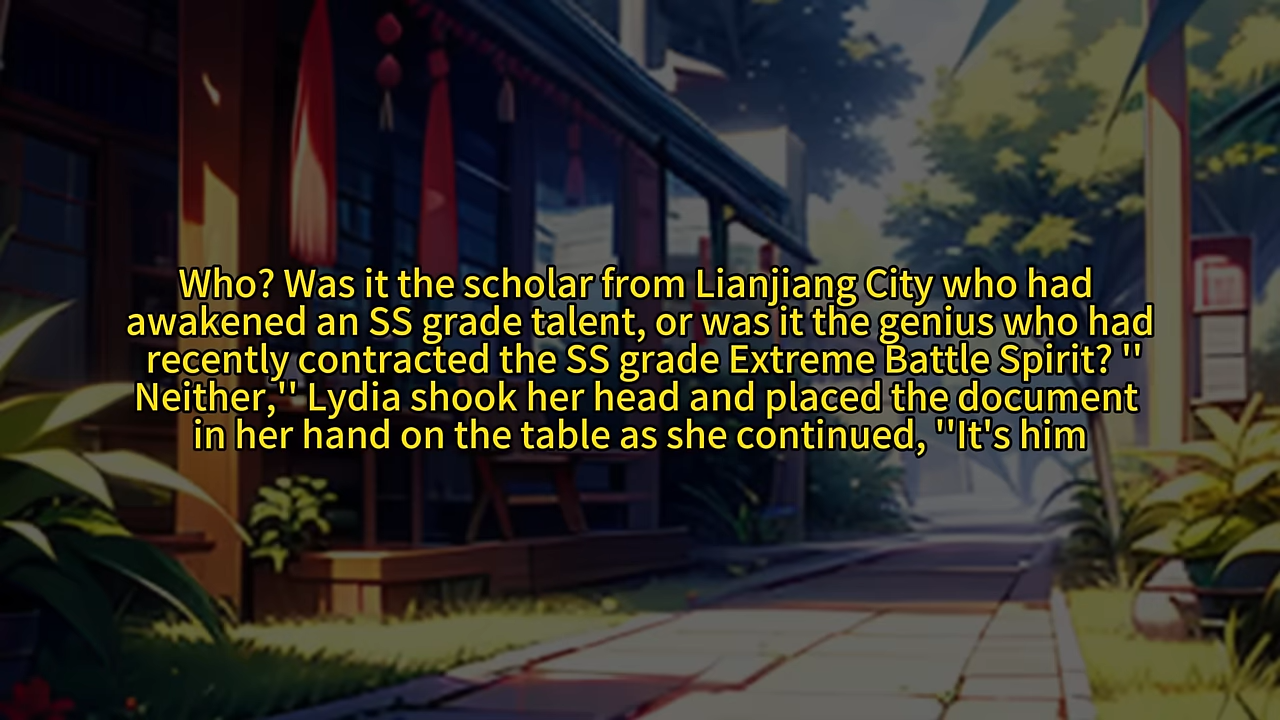 Who? Was it the scholar from Lianjiang City who had
awakened an SS grade talent, or was it the genius who had
recently contracted the SS grade Extreme Battle Spirit? ''
Neither,'' Lydia shook her head and placed the document
in her hand on the table as she continued, ''It's him